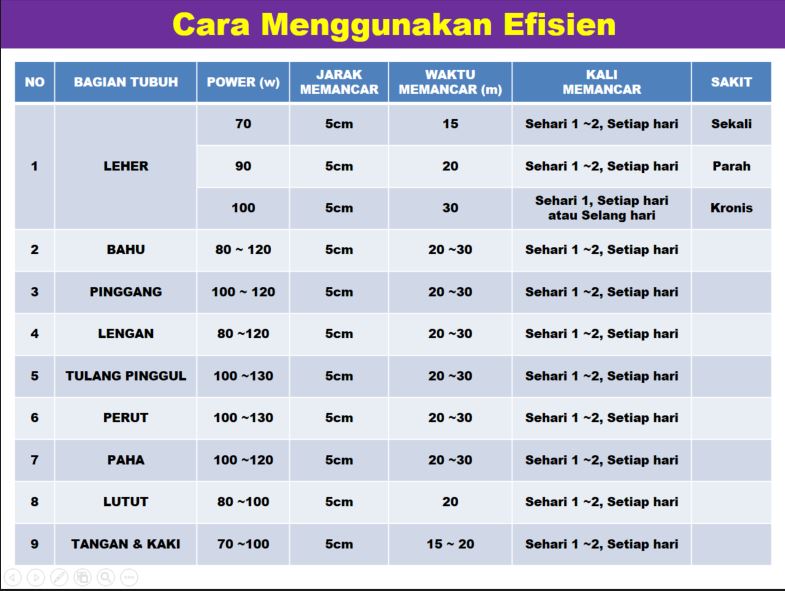 Cara Menggunakan Efisien
NO BAGIAN TUBUH POWER (w) JARAK MEMANCAR WAKTU MEMANCAR (m) KALI MEMANCAR SAKIT
1 LEHER 70 5cm 15 Sehari 1 ~2, Setiap hari Sekali
90 5cm 20 Sehari 1 ~2, Setiap hari Parah
100 5cm 30 Sehari 1, Setiap hari atau Selang hari Kronis
2 BAHU 80 ~ 120 5cm 20 ~30 Sehari 1 ~2, Setiap hari
3 PINGGANG 100 ~ 120 5cm 20 ~30 Sehari 1 ~2, Setiap hari
4 LENGAN 80 ~120 5cm 20 ~30 Sehari 1 ~2, Setiap hari
5 TULANG PINGGUL 100 ~130 5cm 20 ~30 Sehari 1 ~2, Setiap hari
6 PERUT 100 ~130 5cm 20 ~30 Sehari 1 ~2, Setiap hari
7 PAHA 100 ~120 5cm 20 ~30 Sehari 1 ~2, Setiap hari
8 LUTUT 80 ~100 5cm 20 Sehari 1 ~2, Setiap hari
9 TANGAN & KAKI 70 ~100 5cm 15 ~ 20 Sehari 1 ~2, Setiap hari